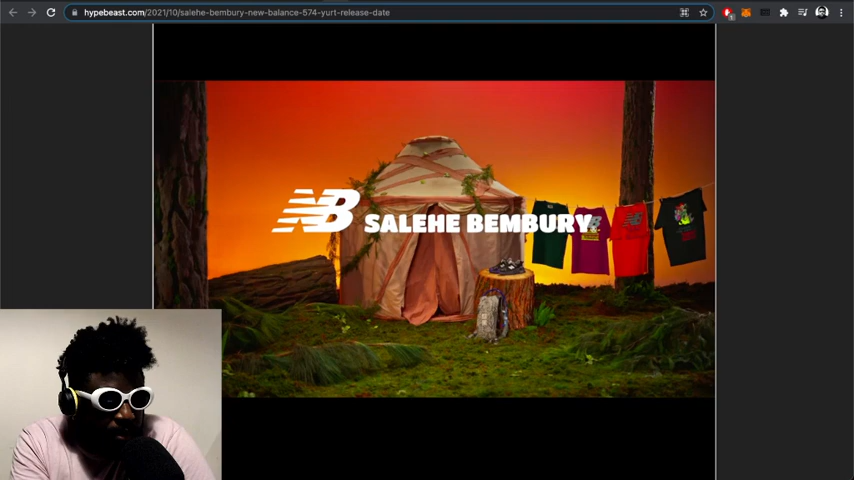 hypebeast.com/2021/10/salehe-bembury-new-balance-574-yurt-release-date
NB SALEHE BEMBURY